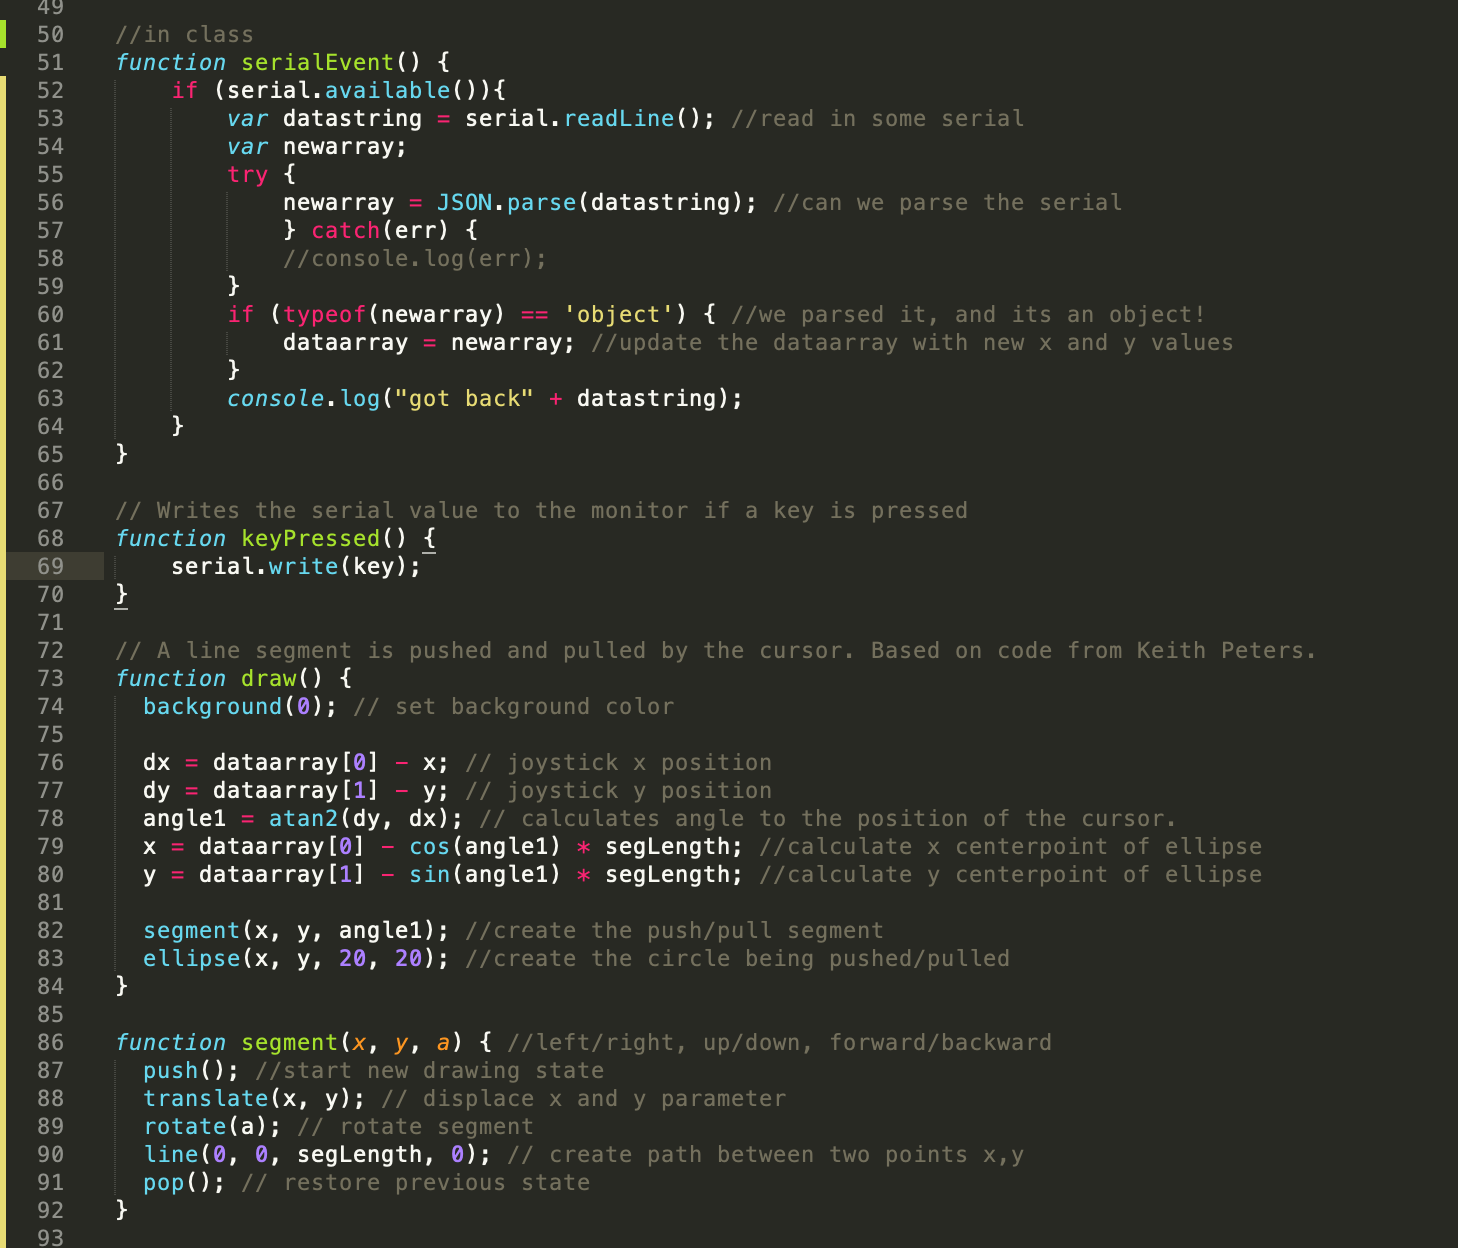 49
50 //in class
51 function serialEvent() {
52 if (serial.available()){
53 var datastring = serial.readLine(); //read in some serial
54 var newarray;
55 try {
56 newarray = JSON.parse(datastring); //can we parse the serial
57 } catch(err) {
58 //console.log(err);
59 }
60 if (typeof(newarray) == 'object') { //we parsed it, and its an object!
61 dataarray = newarray; //update the dataarray with new x and y values
62 }
63 console.log("got back" + datastring);
64 }
65 }
66
67 // Writes the serial value to the monitor if a key is pressed
68 function keyPressed() {
69 serial.write(key);
70 }
71
72 // A line segment is pushed and pulled by the cursor. Based on code from Keith Peters.
73 function draw() {
74 background(0); // set background color
75
76 dx = dataarray[0] - x; // joystick x position
77 dy = dataarray[1] - y; // joystick y position
78 angle1 = atan2(dy, dx); // calculates angle to the position of the cursor.
79 x = dataarray[0] - cos(angle1) * segLength; //calculate x centerpoint of ellipse
80 y = dataarray[1] - sin(angle1) * segLength; //calculate y centerpoint of ellipse
81
82 segment(x, y, angle1); //create the push/pull segment
83 ellipse(x, y, 20, 20); //create the circle being pushed/pulled
84 }
85
86 function segment(x, y, a) { //left/right, up/down, forward/backward
87 push(); //start new drawing state
88 translate(x, y); // displace x and y parameter
89 rotate(a); // rotate segment
90 line(0, 0, segLength, 0); // create path between two points x,y
91 pop(); // restore previous state
92 }
93